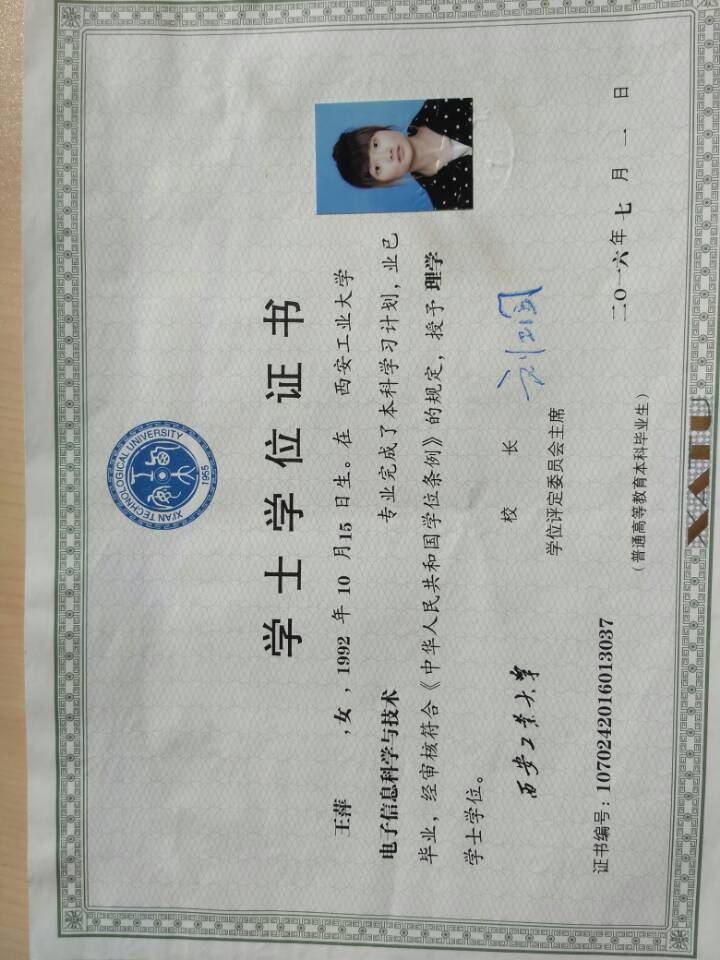 XI'AN TECHNOLOGICAL UNIVERSITY
1955
学士学位证书
王萍 ,女 , 1992 年 10 月15 日生。在 西安工业大学
电子信息科学与技术 专业完成了本科学习计划，业已
毕业，经审核符合《中华人民共和国学位条例》的规定，授予 理学
学士学位。
西安工业大学
校 长
学位评定委员会主席
证书编号：1070242016013037
二〇一六年 七 月 一 日
（普通高等教育本科毕业生）
XATU